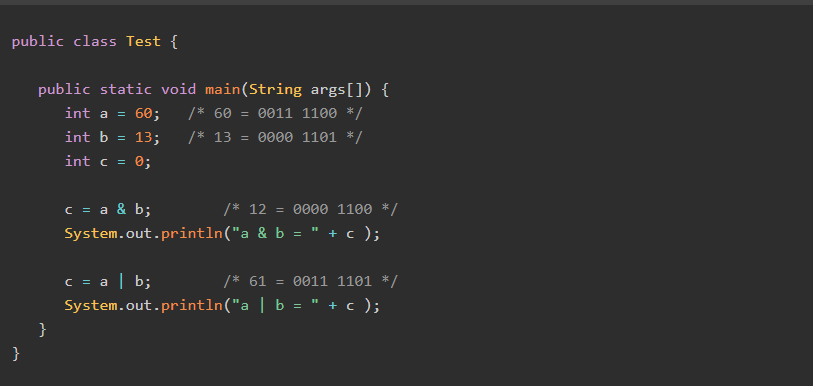 public class Test {
public static void main(String args[]) {
int a = 60;   /* 60 = 0011 1100 */
int b = 13;   /* 13 = 0000 1101 */
int c = 0;
c = a & b;        /* 12 = 0000 1100 */
System.out.println("a & b = " + c );
c = a | b;        /* 61 = 0011 1101 */
System.out.println("a | b = " + c );
}
}